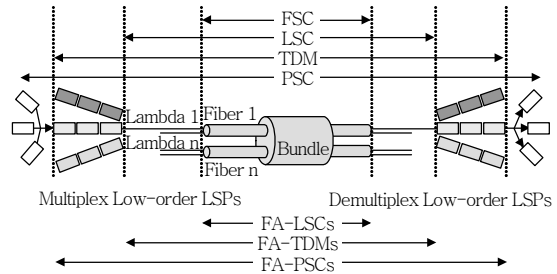 FSC
LSC
TDM
PSC
Lambda 1
Fiber 1
Lambda n
Bundle
Fiber n
Multiplex Low-order LSPs
Demultiplex Low-order LSPs
FA-LSCs
FA-TDMs
FA-PSCs